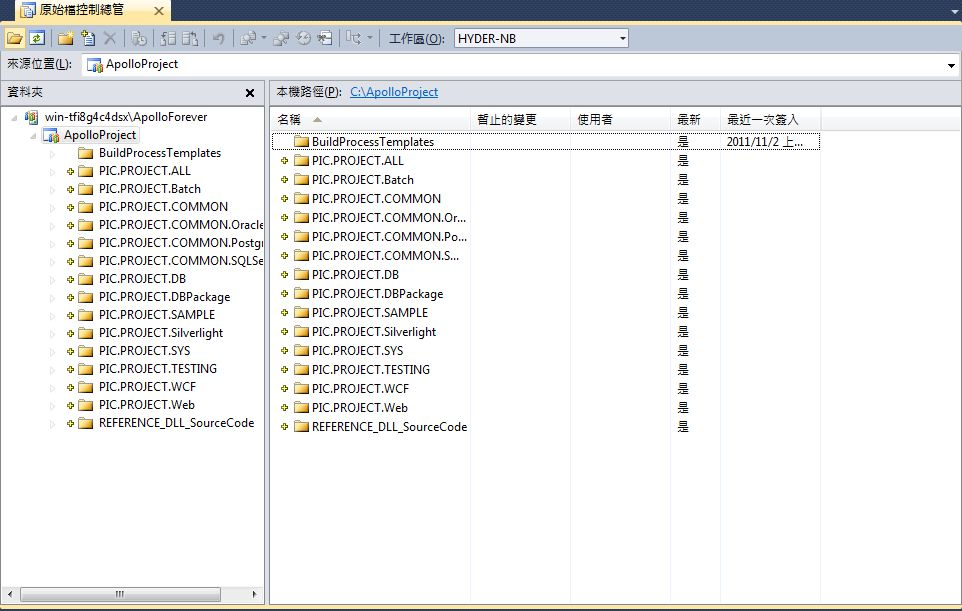 原始檔控制總管
工作區(O): HYDER-NB
來源位置(L): ApolloProject
資料夾
win-tfi8g4c4dsx\ApolloForever
ApolloProject
BuildProcessTemplates
PIC.PROJECT.ALL
PIC.PROJECT.Batch
PIC.PROJECT.COMMON
PIC.PROJECT.COMMON.Oracle
PIC.PROJECT.COMMON.Postgr
PIC.PROJECT.COMMON.SQLSe
PIC.PROJECT.DB
PIC.PROJECT.DBPackage
PIC.PROJECT.SAMPLE
PIC.PROJECT.Silverlight
PIC.PROJECT.SYS
PIC.PROJECT.TESTING
PIC.PROJECT.WCF
PIC.PROJECT.Web
REFERENCE_DLL_SourceCode
本機路徑(P): C:\ApolloProject
名稱 暫止的變更 使用者 最新 最近一次簽入
BuildProcessTemplates 是 2011/11/2 上...
PIC.PROJECT.ALL 是
PIC.PROJECT.Batch 是
PIC.PROJECT.COMMON 是
PIC.PROJECT.COMMON.Or... 是
PIC.PROJECT.COMMON.Po... 是
PIC.PROJECT.COMMON.S... 是
PIC.PROJECT.DB 是
PIC.PROJECT.DBPackage 是
PIC.PROJECT.SAMPLE 是
PIC.PROJECT.Silverlight 是
PIC.PROJECT.SYS 是
PIC.PROJECT.TESTING 是
PIC.PROJECT.WCF 是
PIC.PROJECT.Web 是
REFERENCE_DLL_SourceCode 是